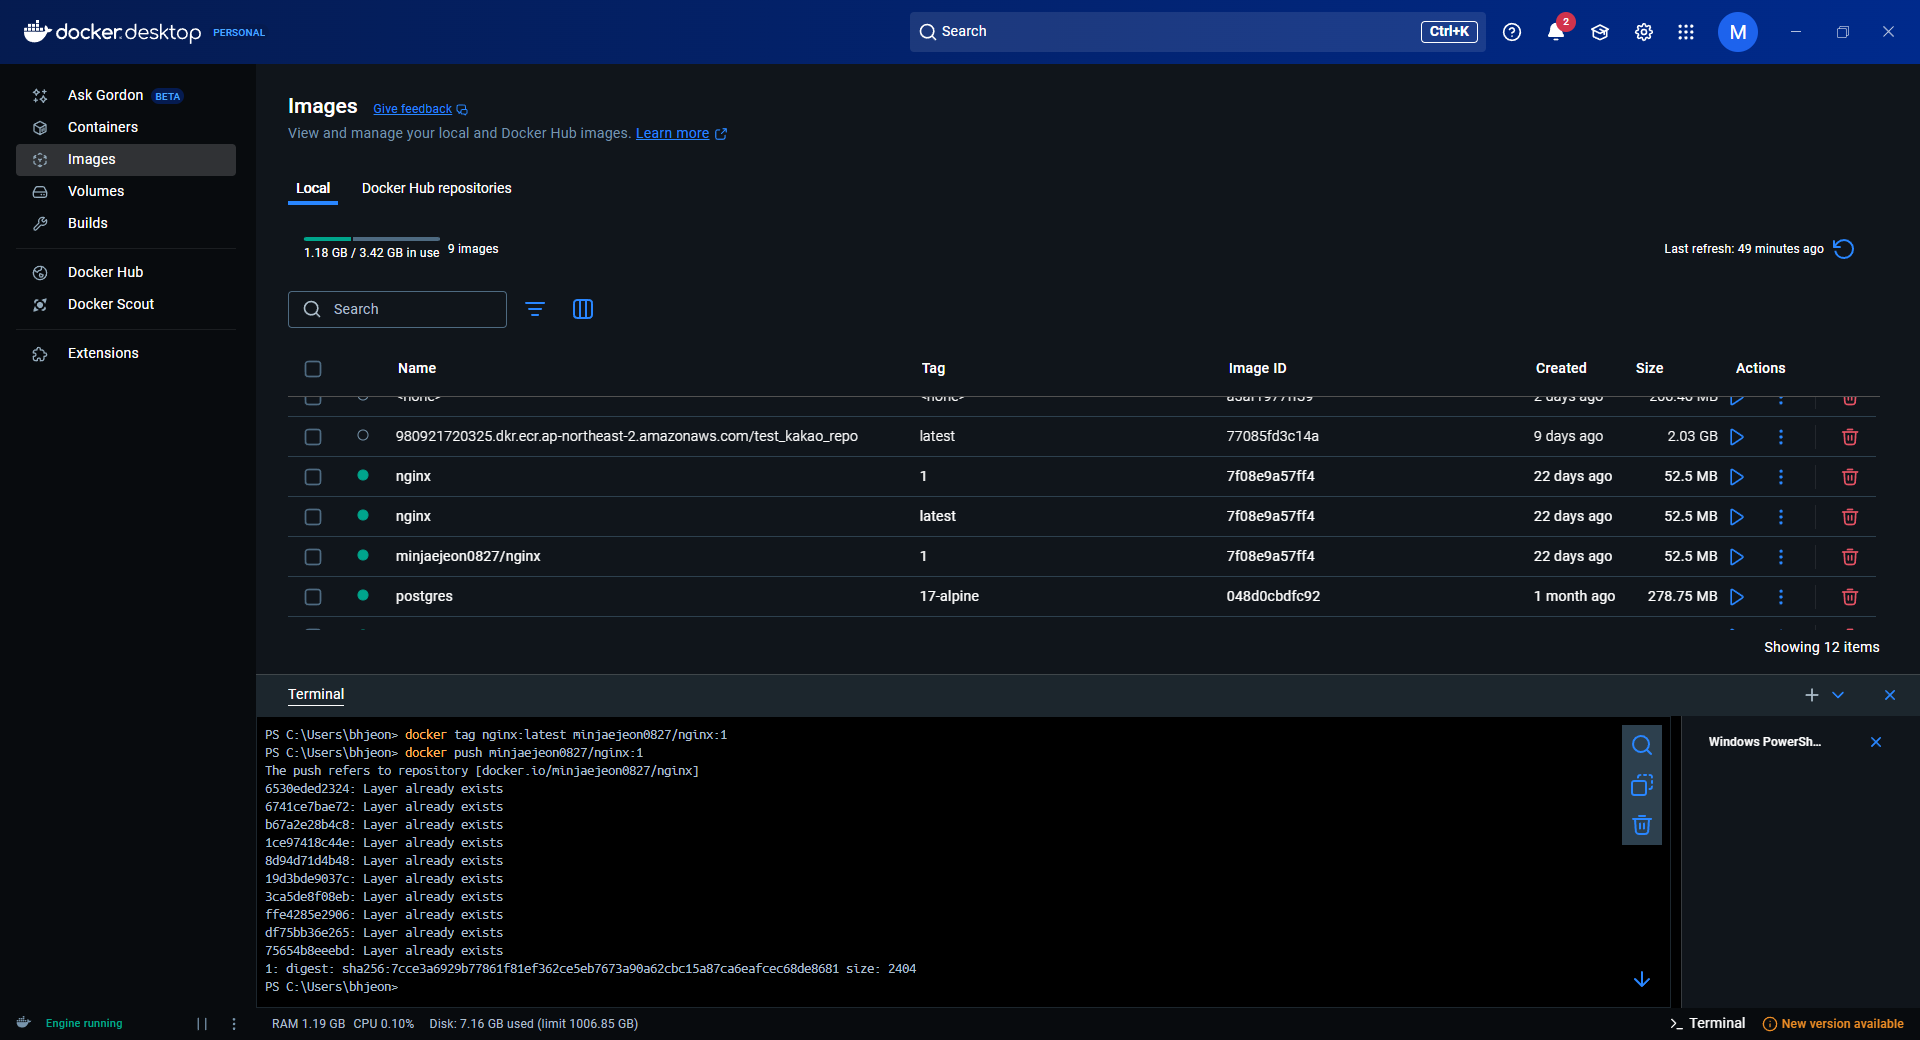 docker.desktop PERSONAL
Search Ctrl+K
2
M
Ask Gordon BETA
Containers
Images
Volumes
Builds
Docker Hub
Docker Scout
Extensions
Images Give feedback
View and manage your local and Docker Hub images. Learn more
Local Docker Hub repositories
1.18 GB / 3.42 GB in use 9 images
Last refresh: 49 minutes ago
Search
Name Tag Image ID Created Size Actions
<none> <none> a3af1977ff39 2 days ago MB
980921720325.dkr.ecr.ap-northeast-2.amazonaws.com/test_kakao_repo latest 77085fd3c14a 9 days ago 2.03 GB
nginx 1 7f08e9a57ff4 22 days ago 52.5 MB
nginx latest 7f08e9a57ff4 22 days ago 52.5 MB
minjaejeon0827/nginx 1 7f08e9a57ff4 22 days ago 52.5 MB
postgres 17-alpine 048d0cbdfc92 1 month ago 278.75 MB
Showing 12 items
Terminal
PS C:\Users\bhjeon> docker tag nginx:latest minjaejeon0827/nginx:1
PS C:\Users\bhjeon> docker push minjaejeon0827/nginx:1
The push refers to repository [docker.io/minjaejeon0827/nginx]
6530eded2324: Layer already exists
6741ce7bae72: Layer already exists
b67a2e28b4c8: Layer already exists
1ce97418c44e: Layer already exists
8d94d71d4b48: Layer already exists
19d3bde9037c: Layer already exists
3ca5de8f08eb: Layer already exists
ffe4285e2906: Layer already exists
df75bb36e265: Layer already exists
75654b8eeebd: Layer already exists
1: digest: sha256:7cce3a6929b77861f81ef362ce5eb7673a90a62cbc15a87ca6eafcec68de8681 size: 2404
PS C:\Users\bhjeon>
Windows PowerSh...
Engine running
RAM 1.19 GB CPU 0.10% Disk: 7.16 GB used (limit 1006.85 GB)
Terminal
New version available